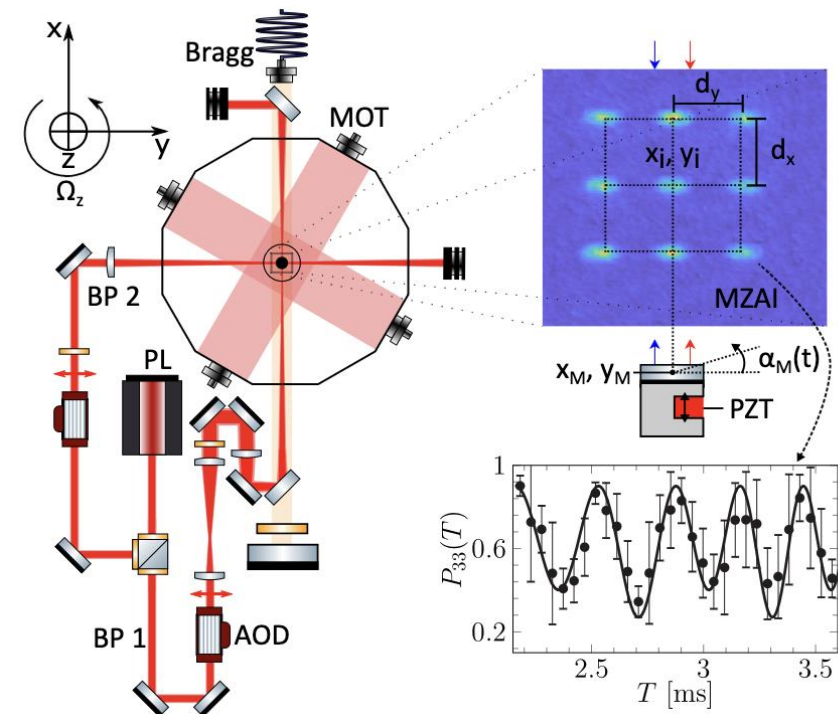 x
z
y
Ω_z
Bragg
MOT
BP 2
PL
BP 1
AOD
d_y
x_i, y_i
d_x
MZAI
x_M, y_M
α_M(t)
PZT
P_33(T)
1
0.6
0.2
2.5
3
3.5
T [ms]